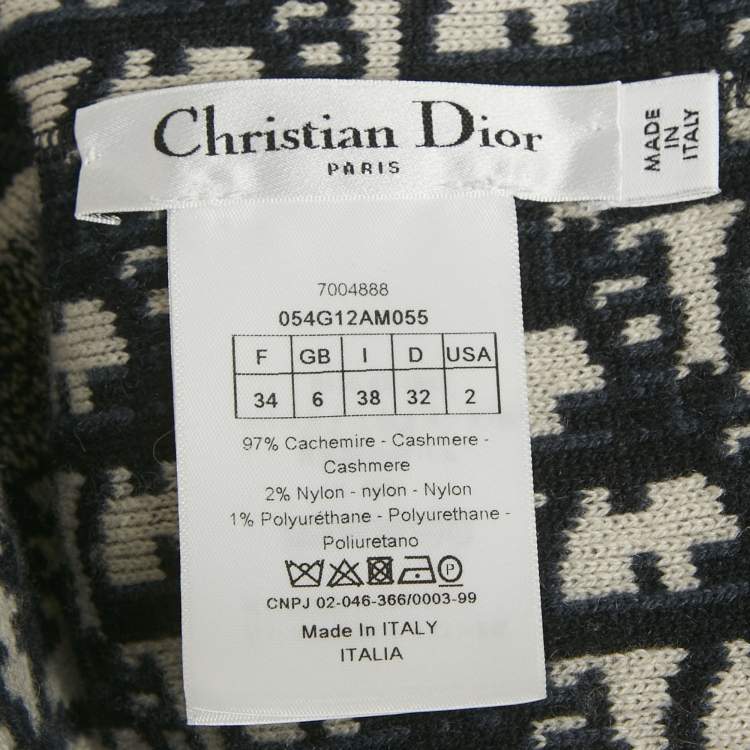 Christian Dior
PARIS
MADE
IN
ITALY
7004888
054G12AM055
F GB I D USA
34 6 38 32 2
97% Cachemire - Cashmere -
Cashmere
2% Nylon - nylon - Nylon
1% Polyuréthane - Polyurethane -
Poliuretano
P
CNPJ 02-046-366/0003-99
Made In ITALY
ITALIA